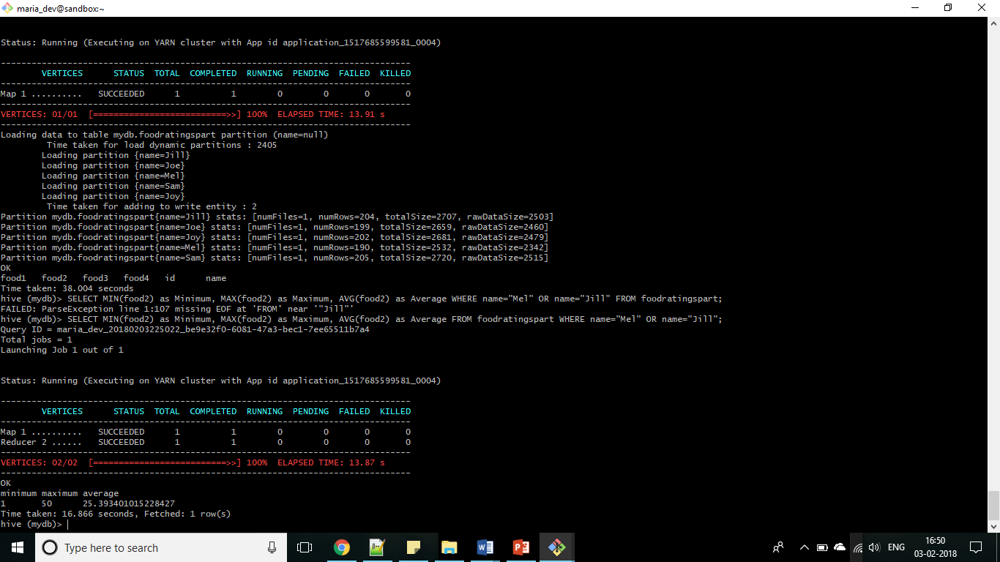 maria_dev@sandbox:~
Status: Running (Executing on YARN cluster with App id application_1517685599581_0004)
--------------------------------------------------------------------------------
VERTICES STATUS TOTAL COMPLETED RUNNING PENDING FAILED KILLED
--------------------------------------------------------------------------------
Map 1 .......... SUCCEEDED 1 1 0 0 0 0
--------------------------------------------------------------------------------
VERTICES: 01/01 [==========================>>] 100% ELAPSED TIME: 13.91 s
--------------------------------------------------------------------------------
Loading data to table mydb.foodratingspart partition (name=null)
Time taken for load dynamic partitions : 2405
Loading partition {name=Jill}
Loading partition {name=Joe}
Loading partition {name=Mel}
Loading partition {name=Sam}
Loading partition {name=Joy}
Time taken for adding to write entity : 2
Partition mydb.foodratingspart{name=Jill} stats: [numFiles=1, numRows=204, totalSize=2707, rawDataSize=2503]
Partition mydb.foodratingspart{name=Joe} stats: [numFiles=1, numRows=199, totalSize=2659, rawDataSize=2460]
Partition mydb.foodratingspart{name=Joy} stats: [numFiles=1, numRows=202, totalSize=2681, rawDataSize=2479]
Partition mydb.foodratingspart{name=Mel} stats: [numFiles=1, numRows=190, totalSize=2532, rawDataSize=2342]
Partition mydb.foodratingspart{name=Sam} stats: [numFiles=1, numRows=205, totalSize=2720, rawDataSize=2515]
OK
food1 food2 food3 food4 id name
Time taken: 38.004 seconds
hive (mydb)> SELECT MIN(food2) as Minimum, MAX(food2) as Maximum, AVG(food2) as Average WHERE name="Mel" OR name="Jill" FROM foodratingspart;
FAILED: ParseException line 1:107 missing EOF at 'FROM' near '"Jill"'
hive (mydb)> SELECT MIN(food2) as Minimum, MAX(food2) as Maximum, AVG(food2) as Average FROM foodratingspart WHERE name="Mel" OR name="Jill";
Query ID = maria_dev_20180203225022_be9e32f0-6081-47a3-bec1-7ee65511b7a4
Total jobs = 1
Launching Job 1 out of 1
Status: Running (Executing on YARN cluster with App id application_1517685599581_0004)
--------------------------------------------------------------------------------
VERTICES STATUS TOTAL COMPLETED RUNNING PENDING FAILED KILLED
--------------------------------------------------------------------------------
Map 1 .......... SUCCEEDED 1 1 0 0 0 0
Reducer 2 ...... SUCCEEDED 1 1 0 0 0 0
--------------------------------------------------------------------------------
VERTICES: 02/02 [==========================>>] 100% ELAPSED TIME: 13.87 s
--------------------------------------------------------------------------------
OK
minimum maximum average
1 50 25.393401015228427
Time taken: 16.866 seconds, Fetched: 1 row(s)
hive (mydb)>
Type here to search
ENG
16:50
03-02-2018